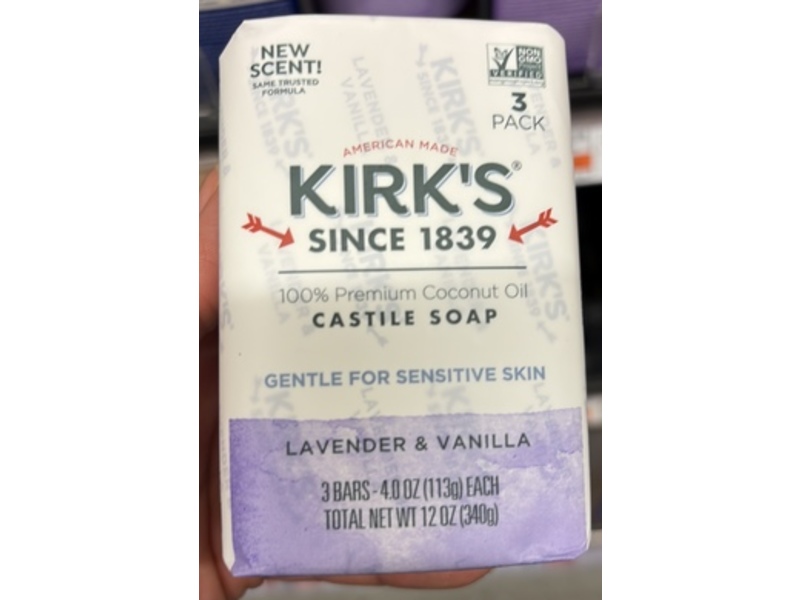 NEW
SCENT!
SAME TRUSTED
FORMULA
NON
GMO
VERIFIED
3
PACK
AMERICAN MADE
KIRK'S®
SINCE 1839
100% Premium Coconut Oil
CASTILE SOAP
GENTLE FOR SENSITIVE SKIN
LAVENDER & VANILLA
3 BARS - 4.0 OZ (113g) EACH
TOTAL NET WT 12 OZ (340g)